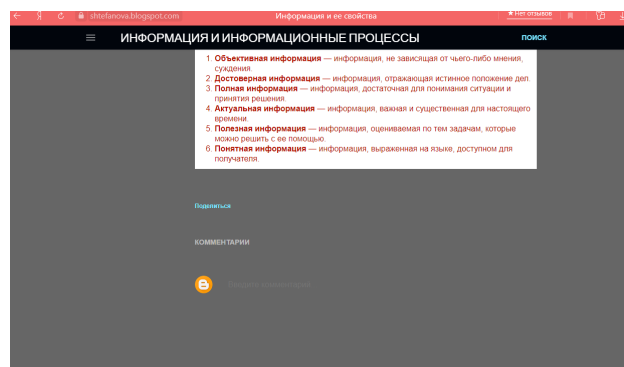 shtefanova.blogspot.com Информация и ее свойства ★ Нет отзывов
ИНФОРМАЦИЯ И ИНФОРМАЦИОННЫЕ ПРОЦЕССЫ ПОИСК
1. Объективная информация — информация, не зависящая от чьего-либо мнения,
суждения.
2. Достоверная информация — информация, отражающая истинное положение дел.
3. Полная информация — информация, достаточная для понимания ситуации и
принятия решения.
4. Актуальная информация — информация, важная и существенная для настоящего
времени.
5. Полезная информация — информация, оцениваемая по тем задачам, которые
можно решить с ее помощью.
6. Понятная информация — информация, выраженная на языке, доступном для
получателя.
Поделиться
КОММЕНТАРИИ